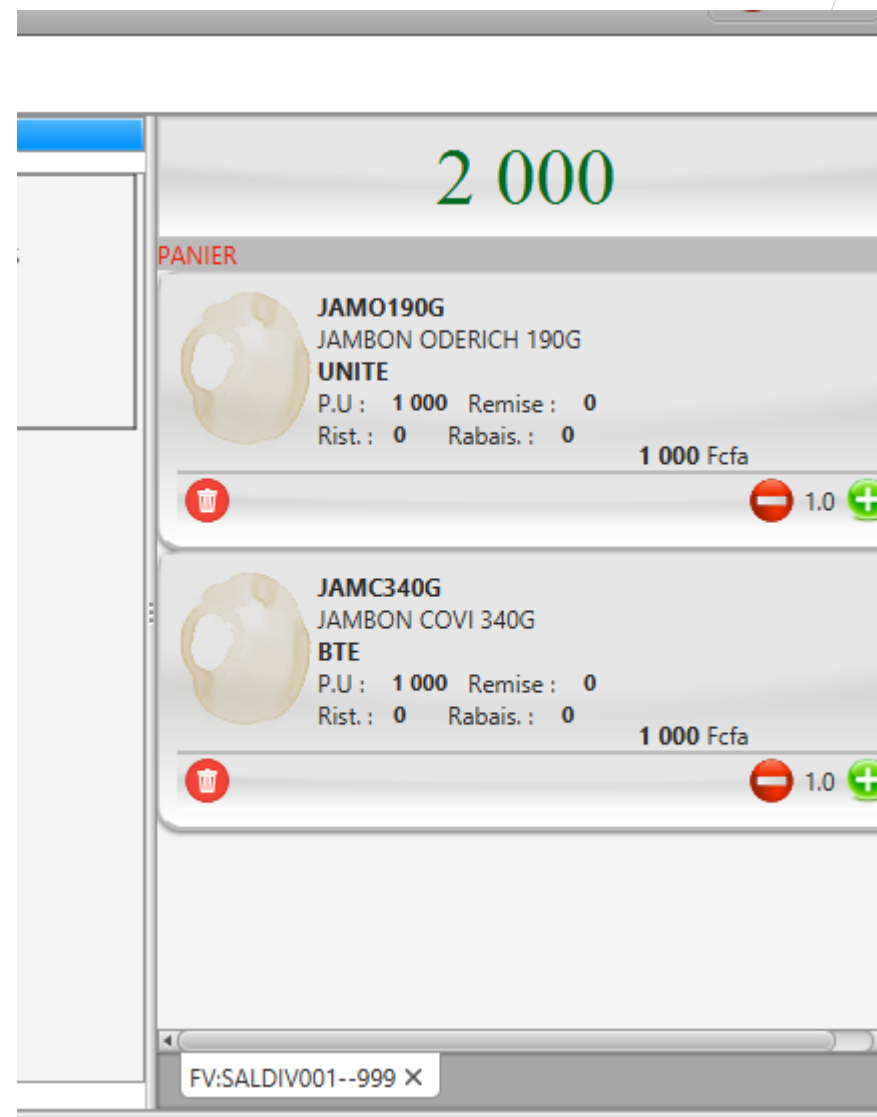 2 000
PANIER
JAMO190G
JAMBON ODERICH 190G
UNITE
P.U : 1 000 Remise : 0
Rist. : 0 Rabais. : 0
1 000 Fcfa
1.0
JAMC340G
JAMBON COVI 340G
BTE
P.U : 1 000 Remise : 0
Rist. : 0 Rabais. : 0
1 000 Fcfa
1.0
FV:SALDIV001--999